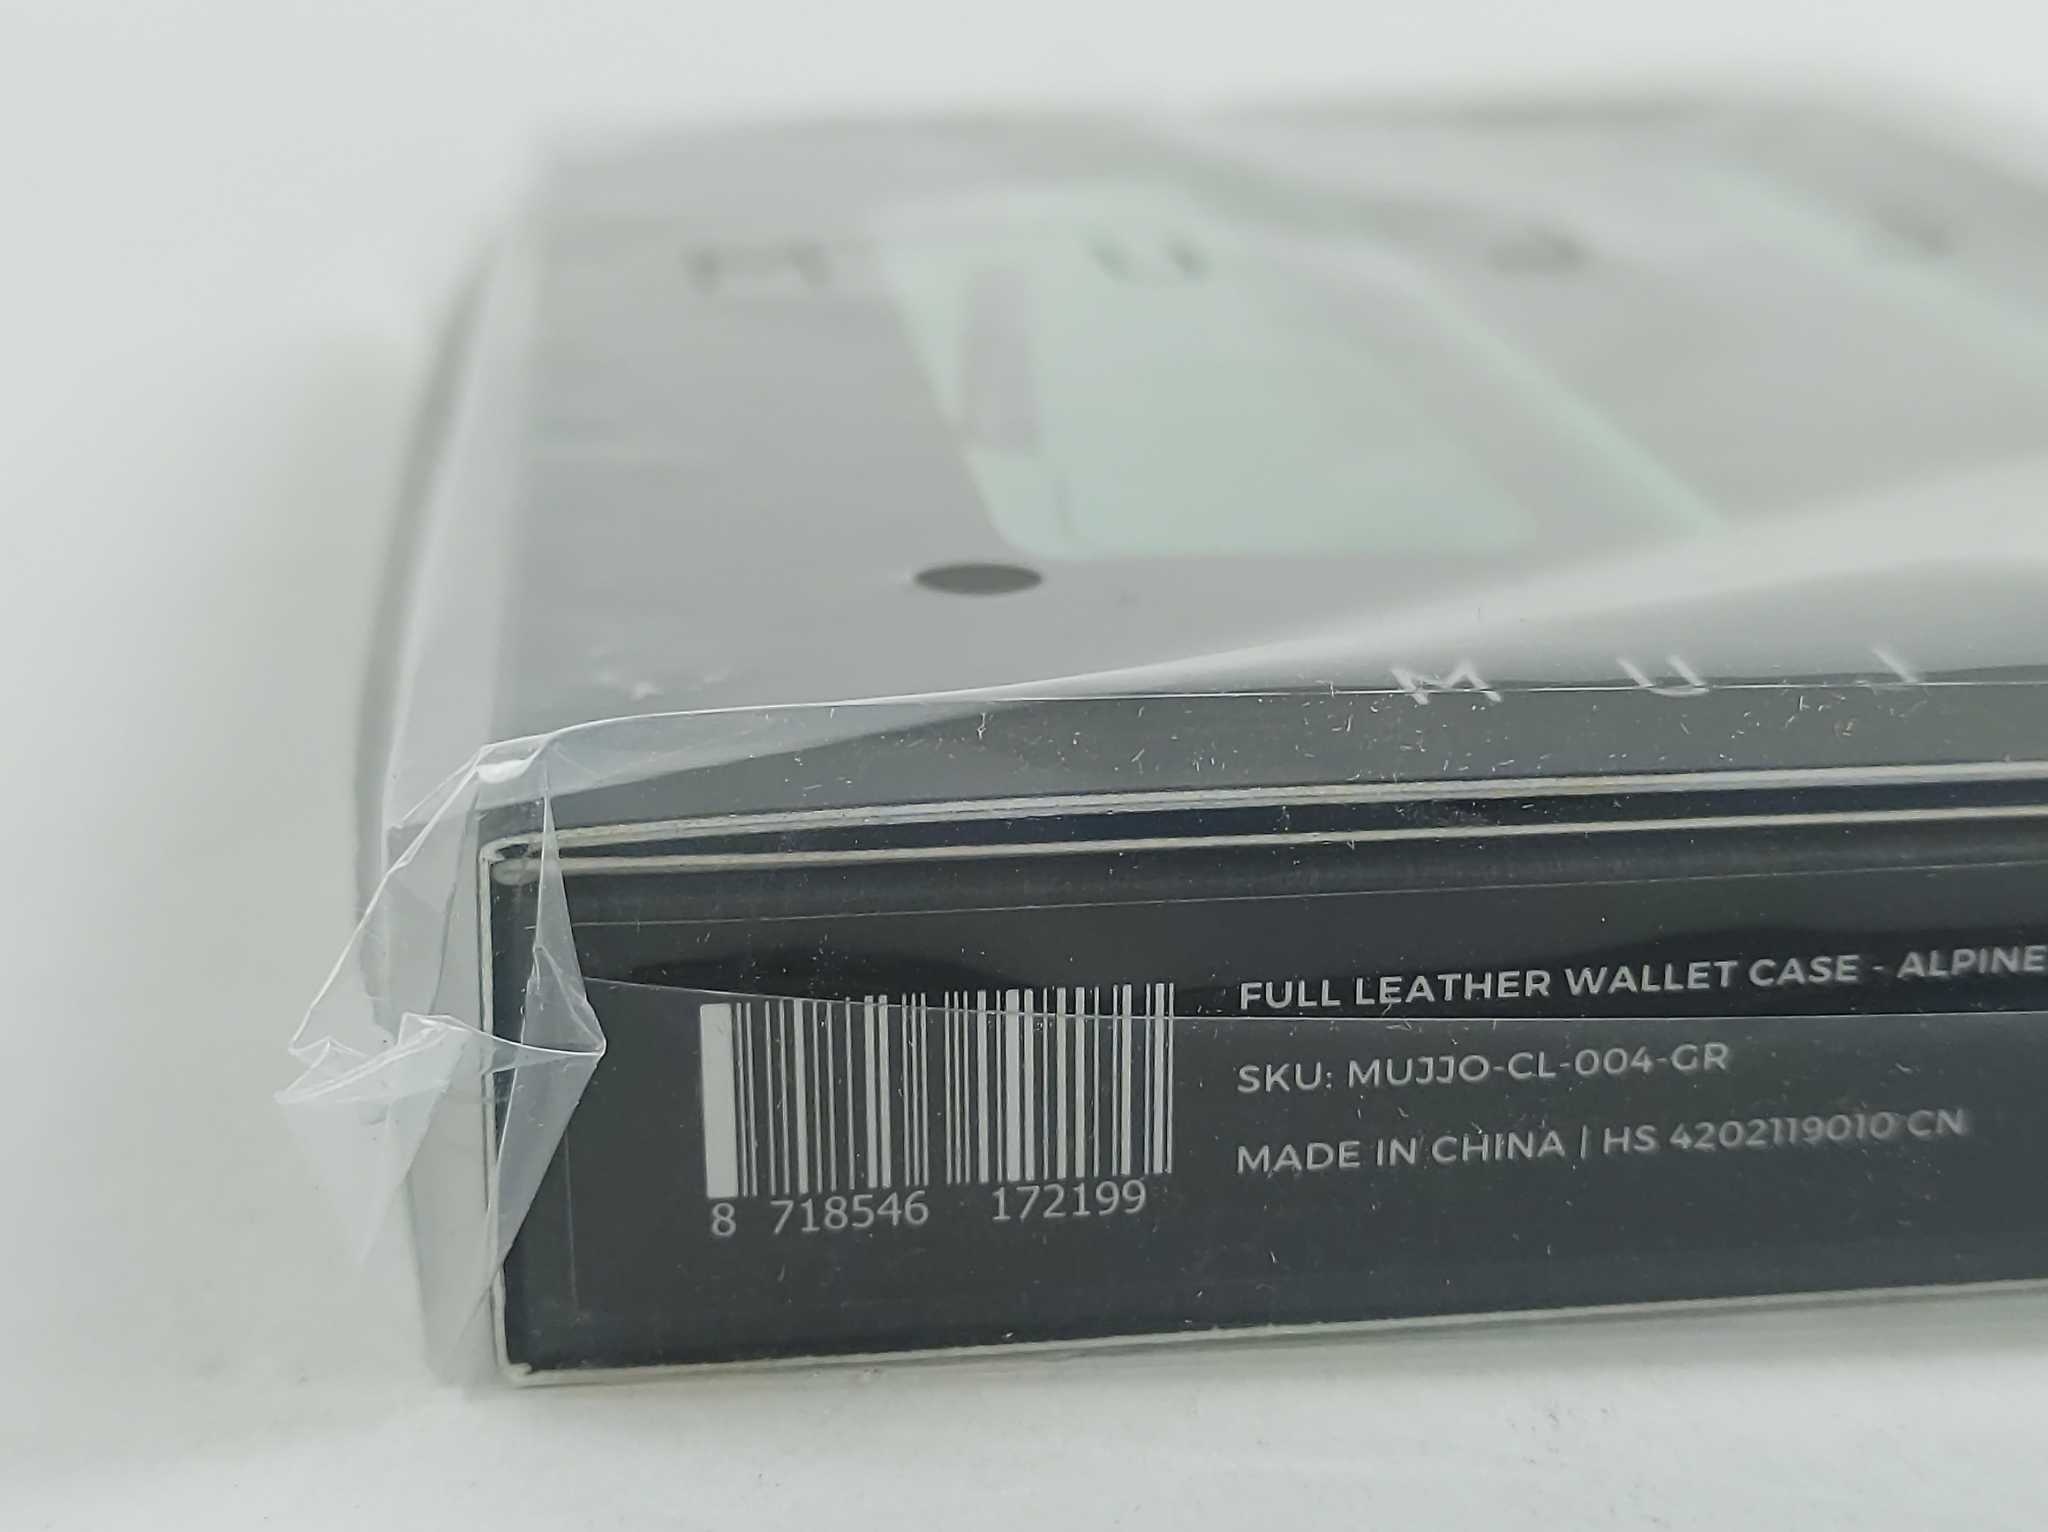 M U J
FULL LEATHER WALLET CASE - ALPINE
SKU: MUJJO-CL-004-GR
MADE IN CHINA | HS 4202119010 CN
8 718546 172199